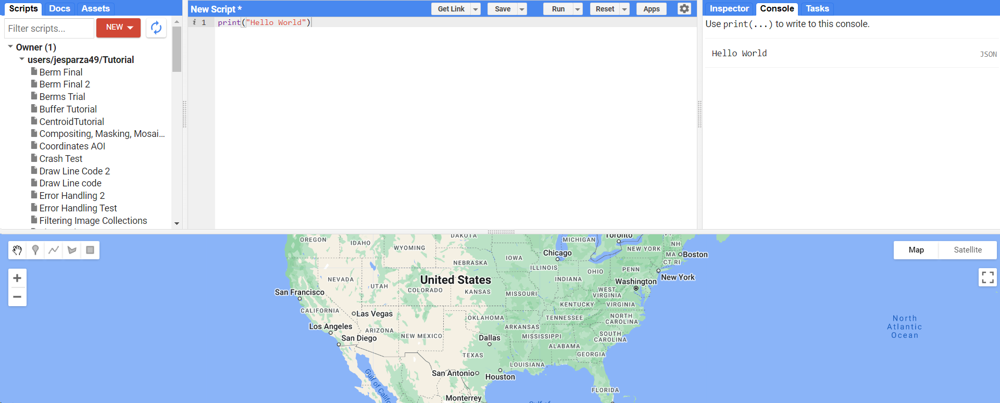 Scripts Docs Assets
Filter scripts...
NEW
Owner (1)
users/jesparza49/Tutorial
Berm Final
Berm Final 2
Berms Trial
Buffer Tutorial
CentroidTutorial
Compositing, Masking, Mosai...
Coordinates AOI
Crash Test
Draw Line Code 2
Draw Line code
Error Handling 2
Error Handling Test
Filtering Image Collections
New Script *
Get Link
Save
Run
Reset
Apps
i 1 print("Hello World")
Inspector Console Tasks
Use print(...) to write to this console.
Hello World JSON
Map Satellite
DAKOTA
Toronto
OREGON
IDAHO
MICHIGAN
WYOMING
NH
NEW YORK
Chicago
MA
Boston
IOWA
NEBRASKA
CT RI
ILLINOIS
OHIO
PENN
New York
United States
NEVADA
INDIANA
Washington
UTAH
COLORADO
KANSAS
MISSOURI
WEST
VIRGINIA
San Francisco
KENTUCKY
VIRGINIA
CALIFORNIA
Las Vegas
OKLAHOMA
TENNESSEE
NORTH
CAROLINA
North
Atlantic
Ocean
Los Angeles
ARIZONA
ARKANSAS
NEW MEXICO
MISSISSIPPI
SOUTH
CAROLINA
San Diego
Dallas
ALABAMA
TEXAS
GEORGIA
LOUISIANA
San Antonio
Houston
Gulf of Califo
FLORIDA
Monterrey
Gulf of